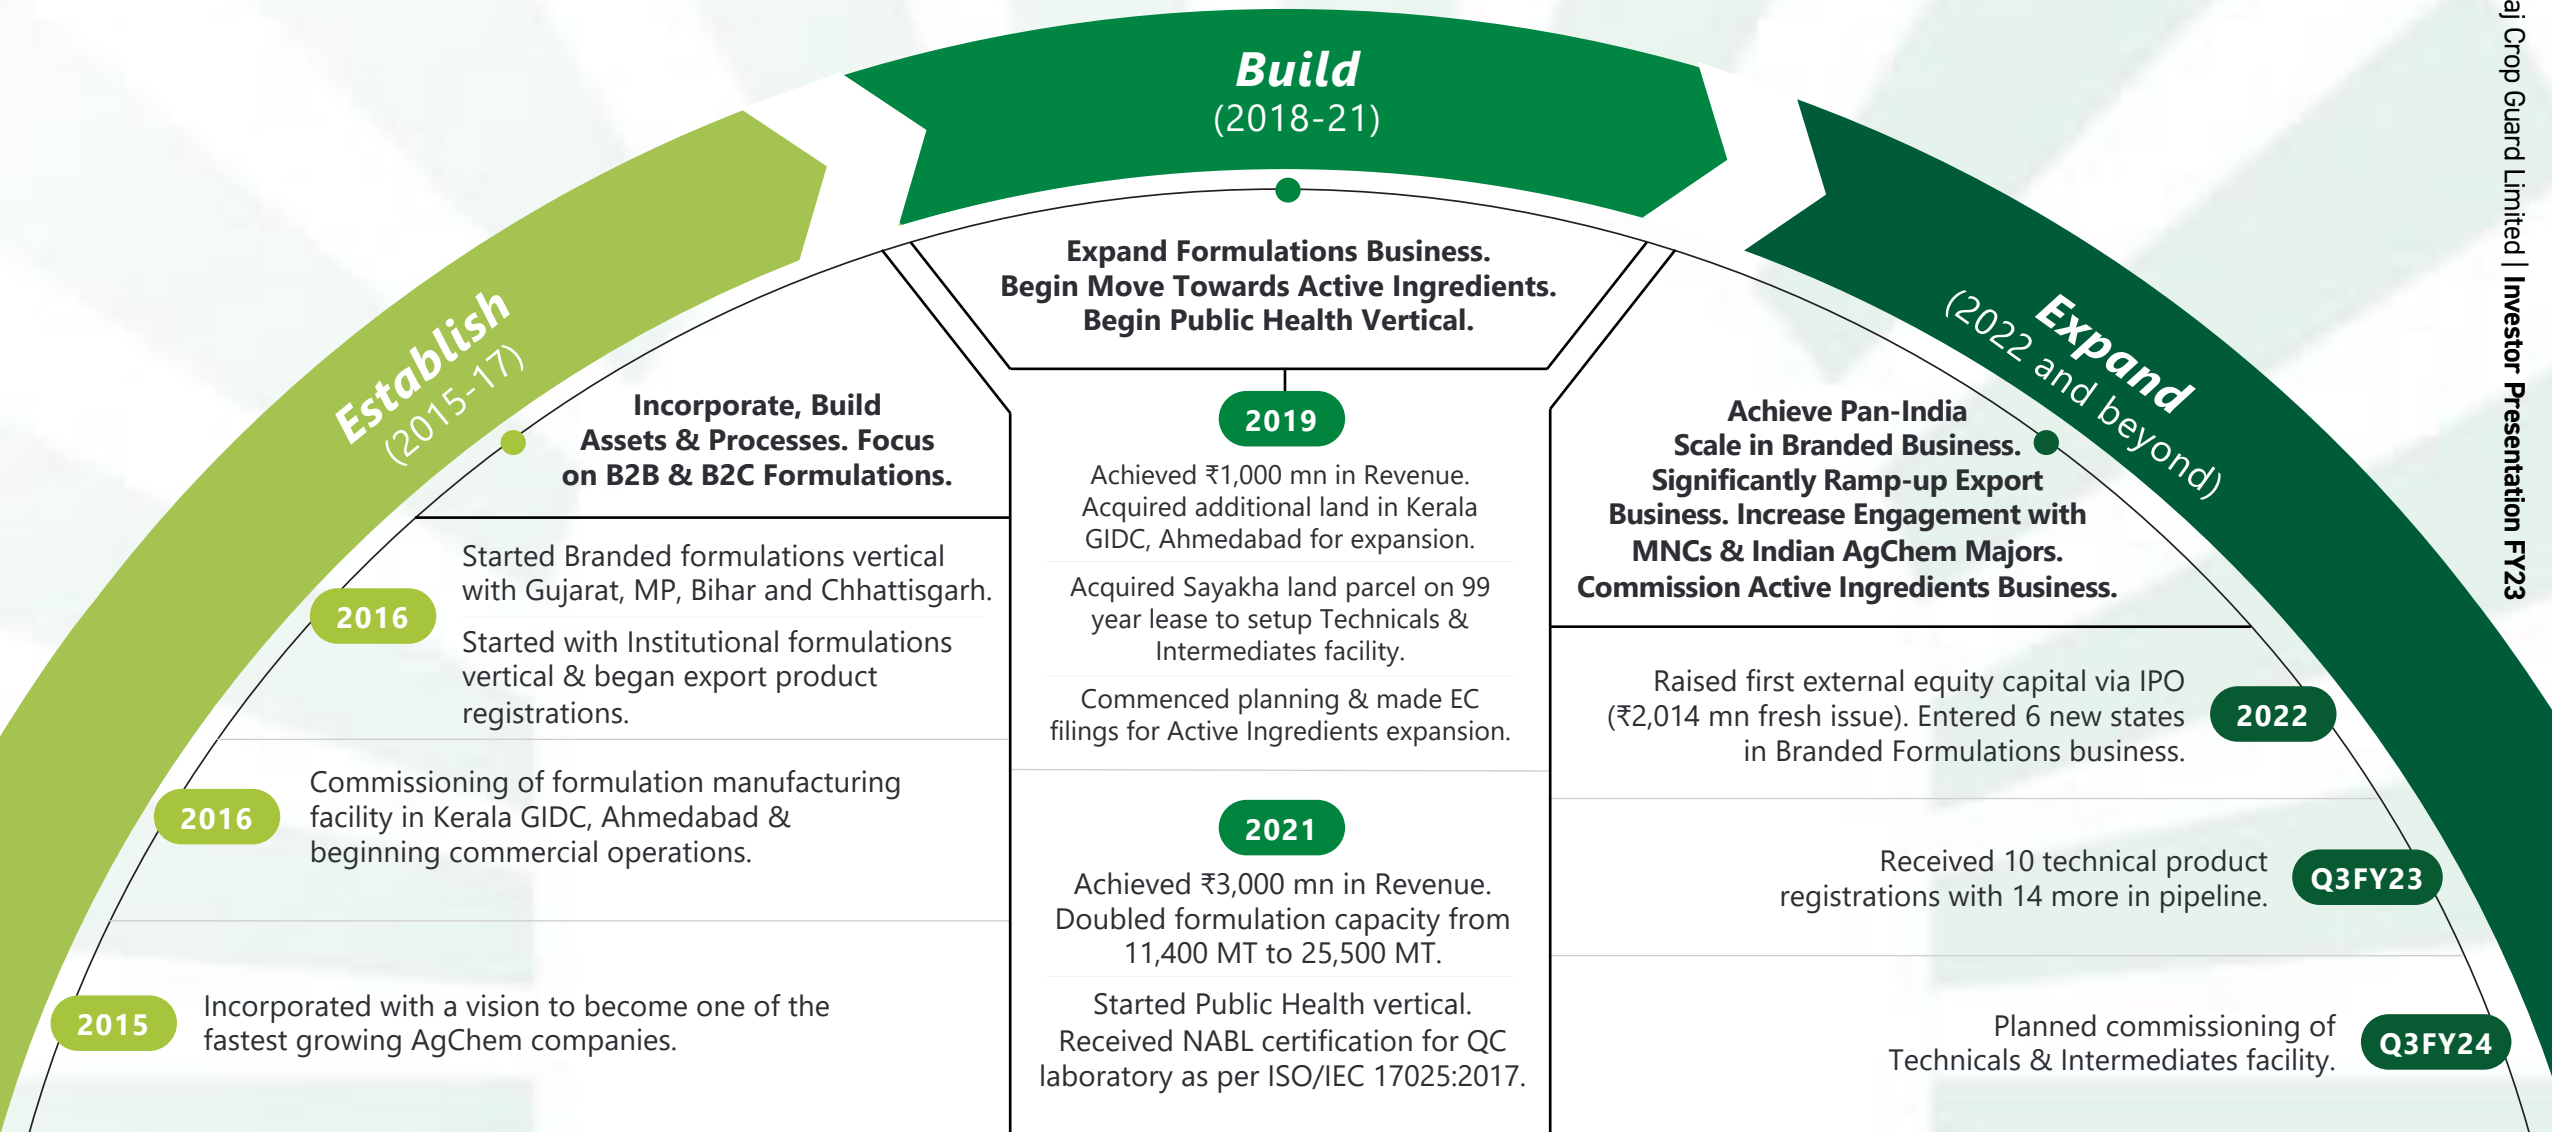 Establish
(2015-17)
Incorporate, Build
Assets & Processes. Focus
on B2B & B2C Formulations.
2016
Started Branded formulations vertical
with Gujarat, MP, Bihar and Chhattisgarh.
Started with Institutional formulations
vertical & began export product
registrations.
2016
Commissioning of formulation manufacturing
facility in Kerala GIDC, Ahmedabad &
beginning commercial operations.
2015
Incorporated with a vision to become one of the
fastest growing AgChem companies.
Build
(2018-21)
Expand Formulations Business.
Begin Move Towards Active Ingredients.
Begin Public Health Vertical.
2019
Achieved ₹1,000 mn in Revenue.
Acquired additional land in Kerala
GIDC, Ahmedabad for expansion.
Acquired Sayakha land parcel on 99
year lease to setup Technicals &
Intermediates facility.
Commenced planning & made EC
filings for Active Ingredients expansion.
2021
Achieved ₹3,000 mn in Revenue.
Doubled formulation capacity from
11,400 MT to 25,500 MT.
Started Public Health vertical.
Received NABL certification for QC
laboratory as per ISO/IEC 17025:2017.
Expand
(2022 and beyond)
Achieve Pan-India
Scale in Branded Business.
Significantly Ramp-up Export
Business. Increase Engagement with
MNCs & Indian AgChem Majors.
Commission Active Ingredients Business.
Raised first external equity capital via IPO
(₹2,014 mn fresh issue). Entered 6 new states
in Branded Formulations business.
2022
Received 10 technical product
registrations with 14 more in pipeline.
Q3FY23
Planned commissioning of
Technicals & Intermediates facility.
Q3FY24
Crop Guard Limited | Investor Presentation FY23